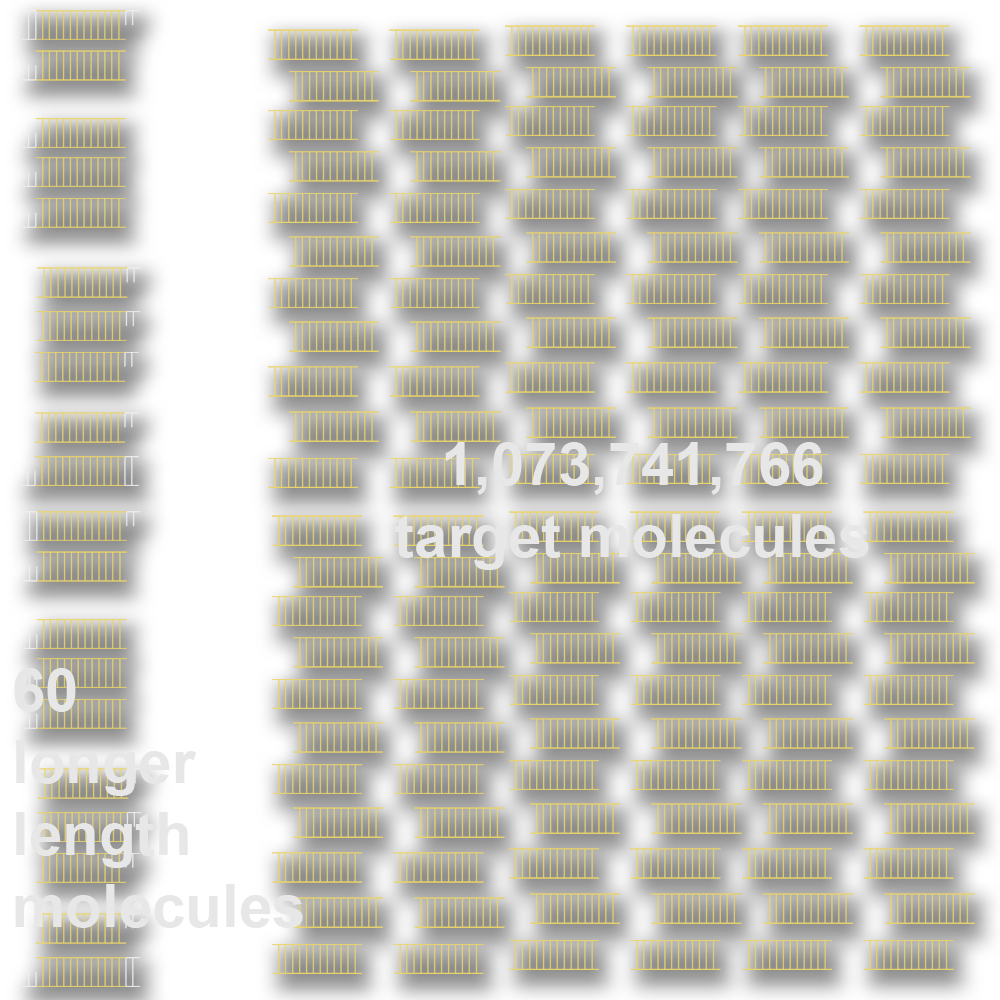 1,073,741,766
target molecules
60
longer
length
molecules